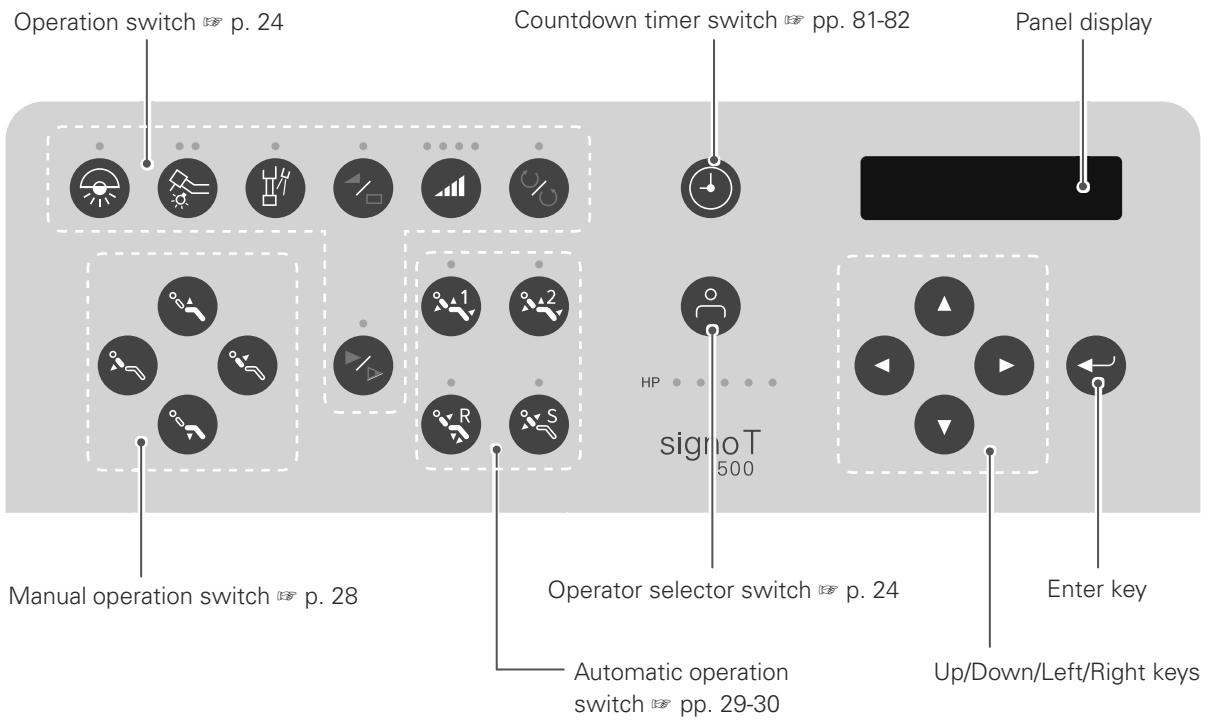 Operation switch ☞ p. 24
Countdown timer switch ☞ pp. 81-82
Panel display
1
2
R
S
HP
signo T
500
Manual operation switch ☞ p. 28
Operator selector switch ☞ p. 24
Enter key
Automatic operation
switch ☞ pp. 29-30
Up/Down/Left/Right keys